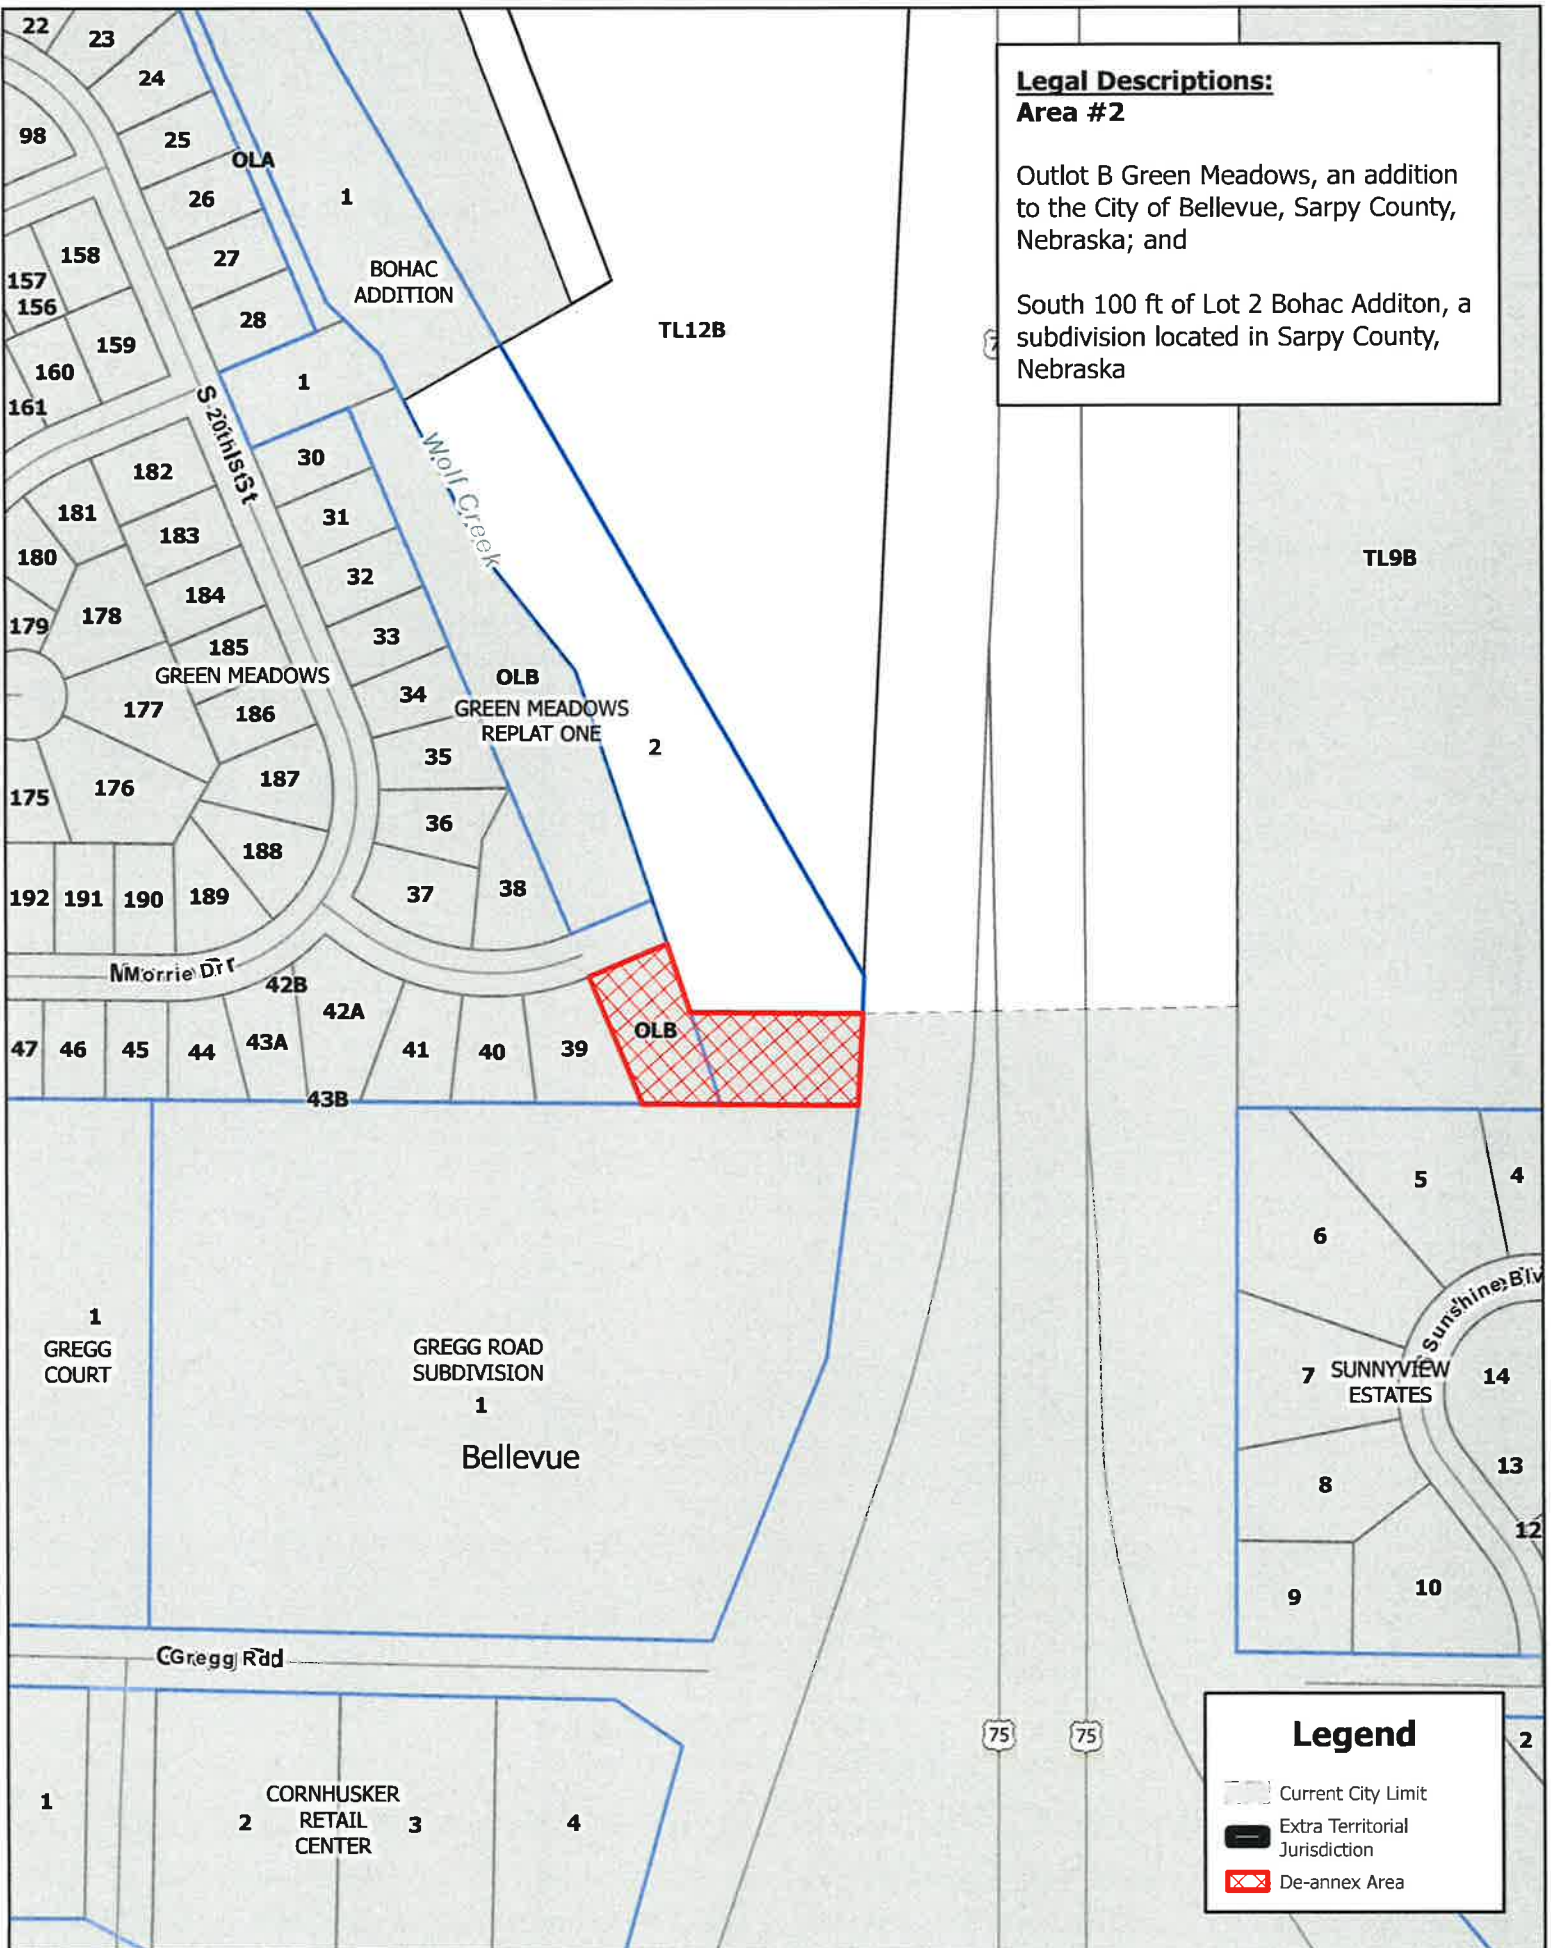 Legal Descriptions:
Area #2
Outlot B Green Meadows, an addition
to the City of Bellevue, Sarpy County,
Nebraska; and
South 100 ft of Lot 2 Bohac Additon, a
subdivision located in Sarpy County,
Nebraska
22
23
24
98
25
OLA
26
1
158
27
157
BOHAC
ADDITION
156
28
159
TL12B
160
1
161
S 20th St
Wolf Creek
182
30
181
31
183
180
TL9B
32
184
178
179
33
185
GREEN MEADOWS
OLB
34
GREEN MEADOWS
REPLAT ONE
177
186
2
35
187
176
175
36
188
38
192
191
190
189
37
Morrie Dr
42B
42A
OLB
47
46
45
44
43A
41
40
39
43B
5
4
6
Sunshine Blv
1
GREGG
COURT
GREGG ROAD
SUBDIVISION
1
Bellevue
7
SUNNYVIEW
ESTATES
14
13
8
12
10
9
Gregg Rd
75
75
2
1
2
CORNHUSKER
RETAIL
CENTER
3
4
Legend
Current City Limit
Extra Territorial
Jurisdiction
De-annex Area